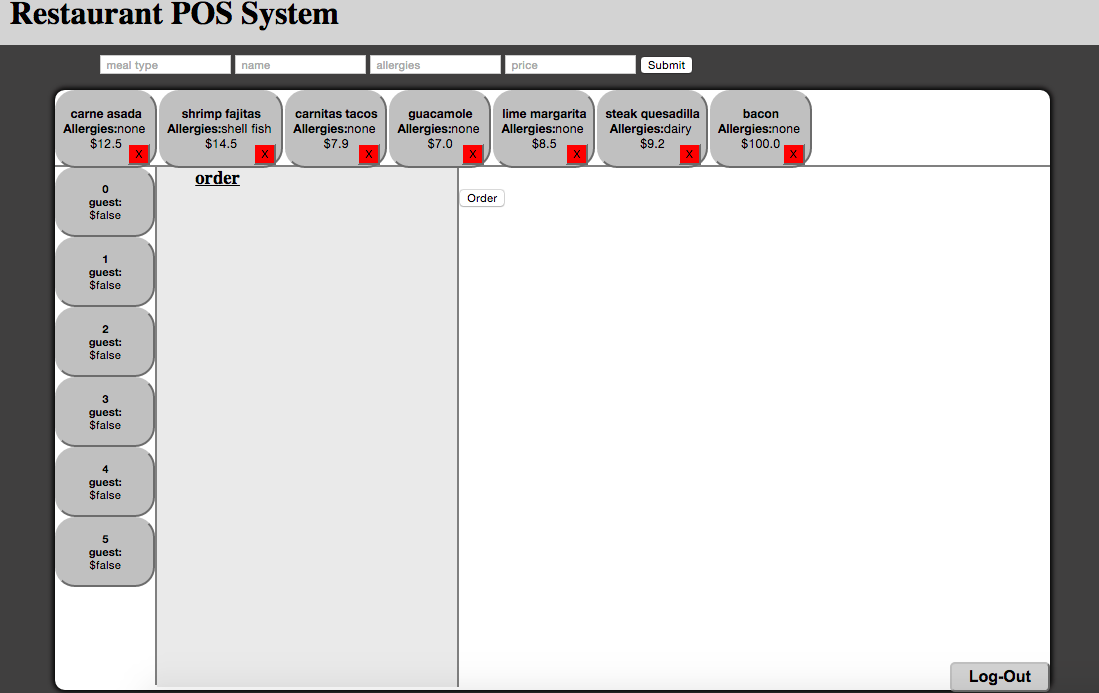 Restaurant POS System
meal type name allergies price Submit
carne asada
Allergies:none
$12.5
X
shrimp fajitas
Allergies:shell fish
$14.5
X
carnitas tacos
Allergies:none
$7.9
X
guacamole
Allergies:none
$7.0
X
lime margarita
Allergies:none
$8.5
X
steak quesadilla
Allergies:dairy
$9.2
X
bacon
Allergies:none
$100.0
X
0
guest:
$false
1
guest:
$false
2
guest:
$false
3
guest:
$false
4
guest:
$false
5
guest:
$false
order
Order
Log-Out